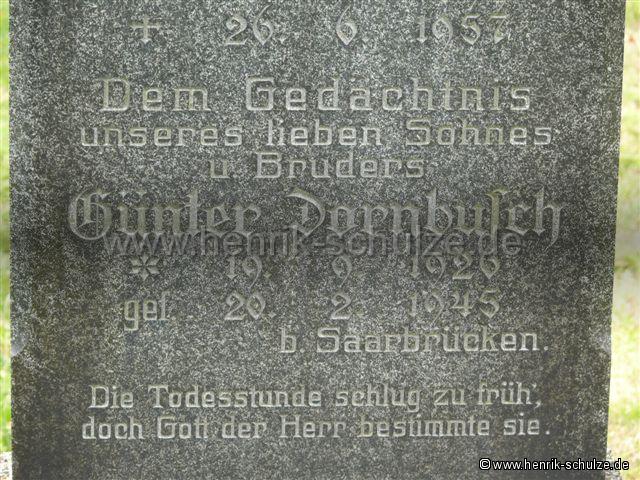 † 26. 6. 1957
Dem Gedächtnis
unseres lieben Sohnes
u. Bruders
Günter Dornbusch
www.henrik-schulze.de
* 19. 9. 1926
gef. 20. 2. 1945
b. Saarbrücken.
Die Todesstunde schlug zu früh,
doch Gott der Herr bestimmte sie.
©www.henrik-schulze.de